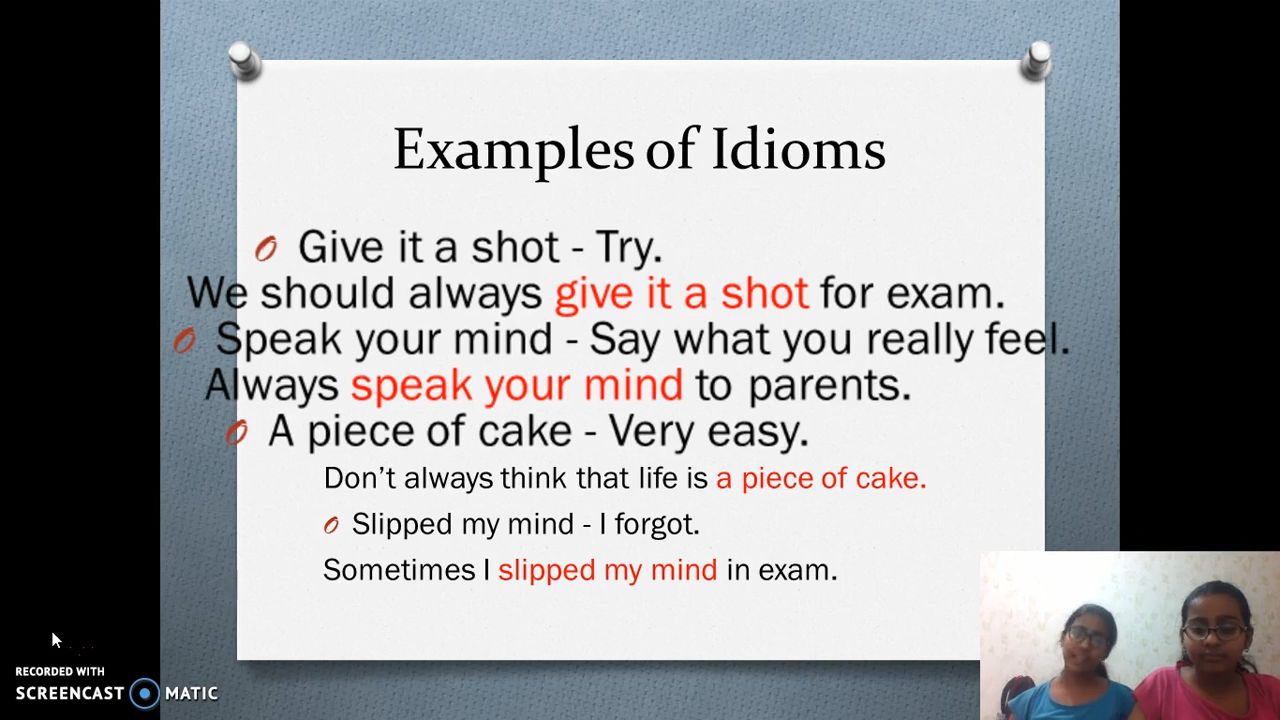 Examples of Idioms
Give it a shot - Try.
We should always give it a shot for exam.
Speak your mind - Say what you really feel.
Always speak your mind to parents.
A piece of cake - Very easy.
Don't always think that life is a piece of cake.
Slipped my mind - I forgot.
Sometimes I slipped my mind in exam.
RECORDED WITH
SCREENCAST MATIC